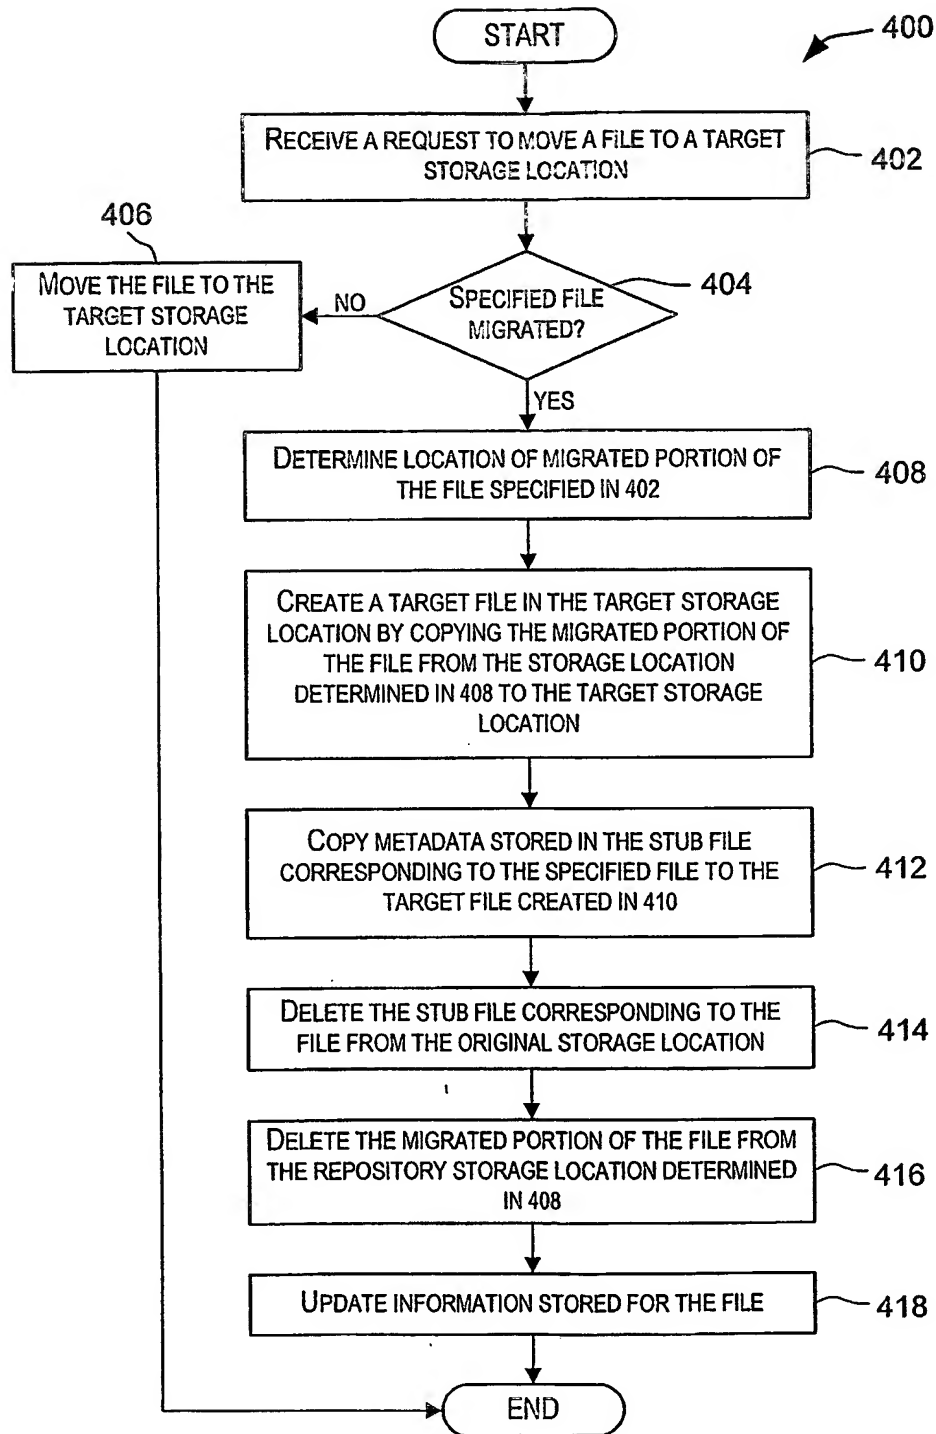 START
400
RECEIVE A REQUEST TO MOVE A FILE TO A TARGET
STORAGE LOCATION
402
406
MOVE THE FILE TO THE
TARGET STORAGE
LOCATION
NO
SPECIFIED FILE
MIGRATED?
404
YES
DETERMINE LOCATION OF MIGRATED PORTION OF
THE FILE SPECIFIED IN 402
408
CREATE A TARGET FILE IN THE TARGET STORAGE
LOCATION BY COPYING THE MIGRATED PORTION OF
THE FILE FROM THE STORAGE LOCATION
DETERMINED IN 408 TO THE TARGET STORAGE
LOCATION
410
COPY METADATA STORED IN THE STUB FILE
CORRESPONDING TO THE SPECIFIED FILE TO THE
TARGET FILE CREATED IN 410
412
DELETE THE STUB FILE CORRESPONDING TO THE
FILE FROM THE ORIGINAL STORAGE LOCATION
414
DELETE THE MIGRATED PORTION OF THE FILE FROM
THE REPOSITORY STORAGE LOCATION DETERMINED
IN 408
416
UPDATE INFORMATION STORED FOR THE FILE
418
END